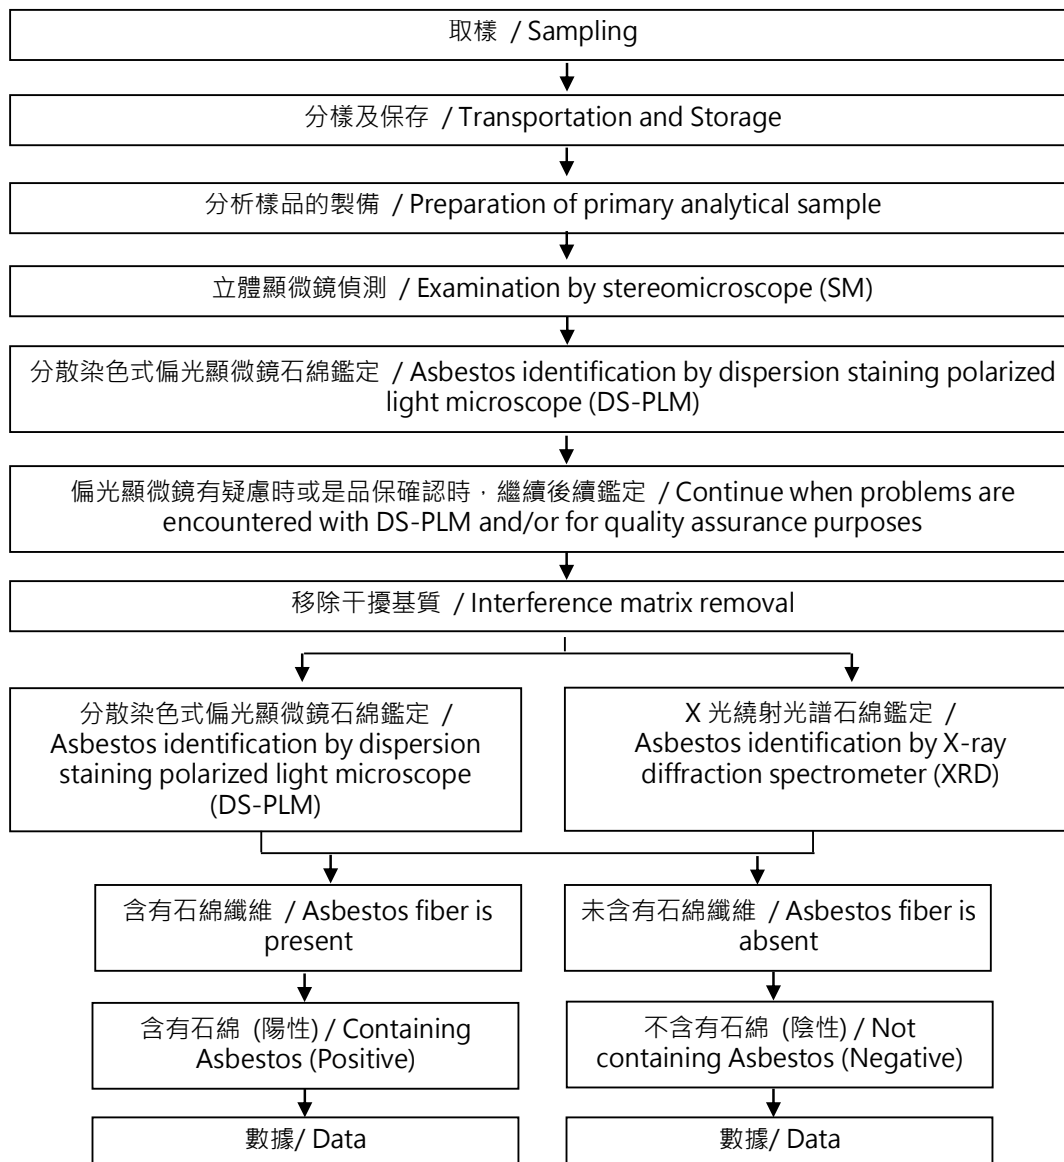 取樣 / Sampling
分樣及保存 / Transportation and Storage
分析樣品的製備 / Preparation of primary analytical sample
立體顯微鏡偵測 / Examination by stereomicroscope (SM)
分散染色式偏光顯微鏡石綿鑑定 / Asbestos identification by dispersion staining polarized
light microscope (DS-PLM)
偏光顯微鏡有疑慮時或是品保確認時，繼續後續鑑定 / Continue when problems are
encountered with DS-PLM and/or for quality assurance purposes
移除干擾基質 / Interference matrix removal
分散染色式偏光顯微鏡石綿鑑定 /
Asbestos identification by dispersion
staining polarized light microscope
(DS-PLM)
X 光繞射光譜石綿鑑定 /
Asbestos identification by X-ray
diffraction spectrometer (XRD)
含有石綿纖維 / Asbestos fiber is
present
未含有石綿纖維 / Asbestos fiber is
absent
含有石綿 (陽性) / Containing
Asbestos (Positive)
不含有石綿 (陰性) / Not
containing Asbestos (Negative)
數據/ Data
數據/ Data